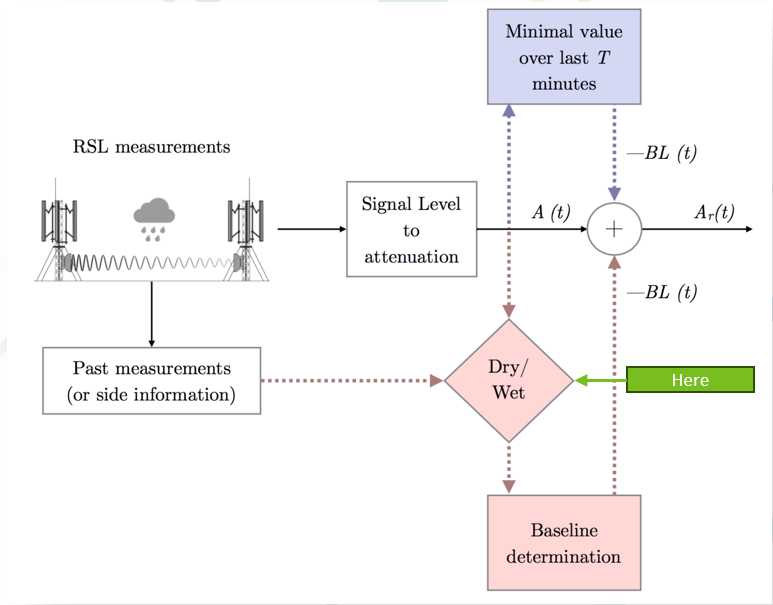 Minimal value
over last T
minutes
RSL measurements
—BL (t)
Signal Level
to
attenuation
A (t)
+
Ar(t)
—BL (t)
Past measurements
(or side information)
Dry/
Wet
Here
Baseline
determination